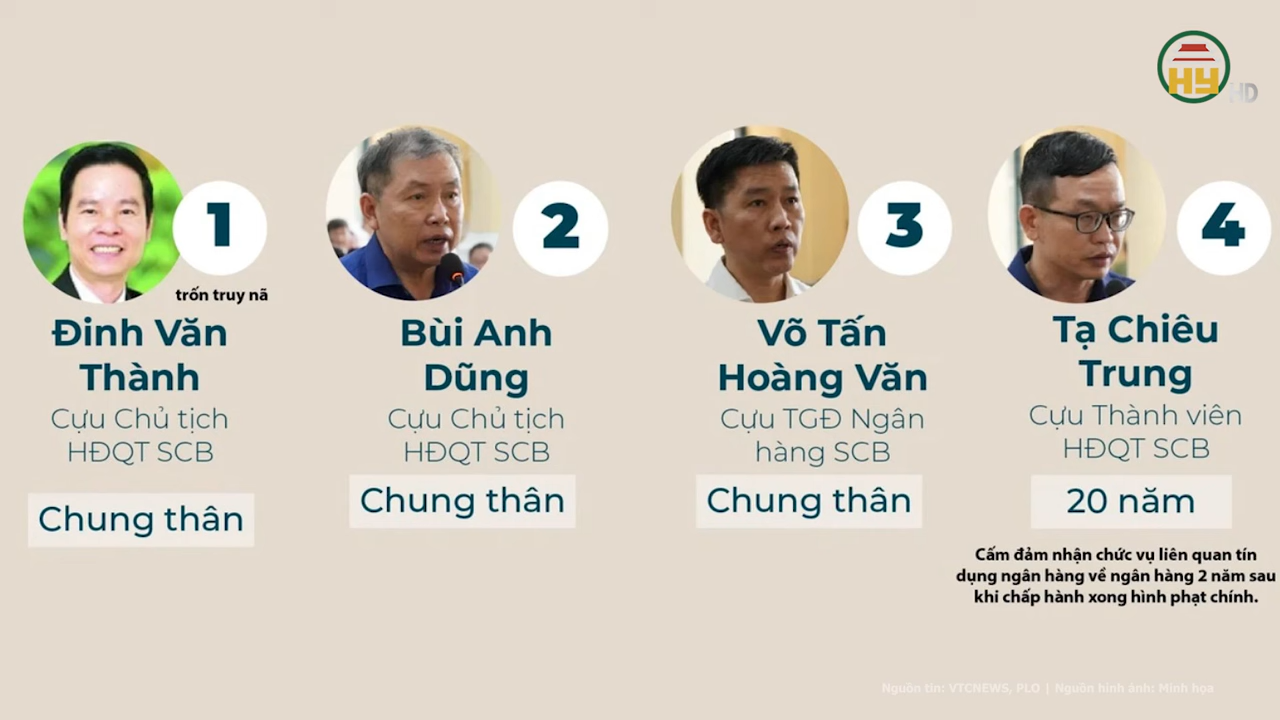 HY
HD
1
trốn truy nã
Đinh Văn
Thành
Cựu Chủ tịch
HĐQT SCB
Chung thân
2
Bùi Anh
Dũng
Cựu Chủ tịch
HĐQT SCB
Chung thân
3
Võ Tấn
Hoàng Văn
Cựu TGĐ Ngân
hàng SCB
Chung thân
4
Tạ Chiêu
Trung
Cựu Thành viên
HĐQT SCB
20 năm
Cấm đảm nhận chức vụ liên quan tín
dụng ngân hàng về ngân hàng 2 năm sau
khi chấp hành xong hình phạt chính.
Nguồn tin: VTCNEWS, PLO | Nguồn hình ảnh: Minh họa